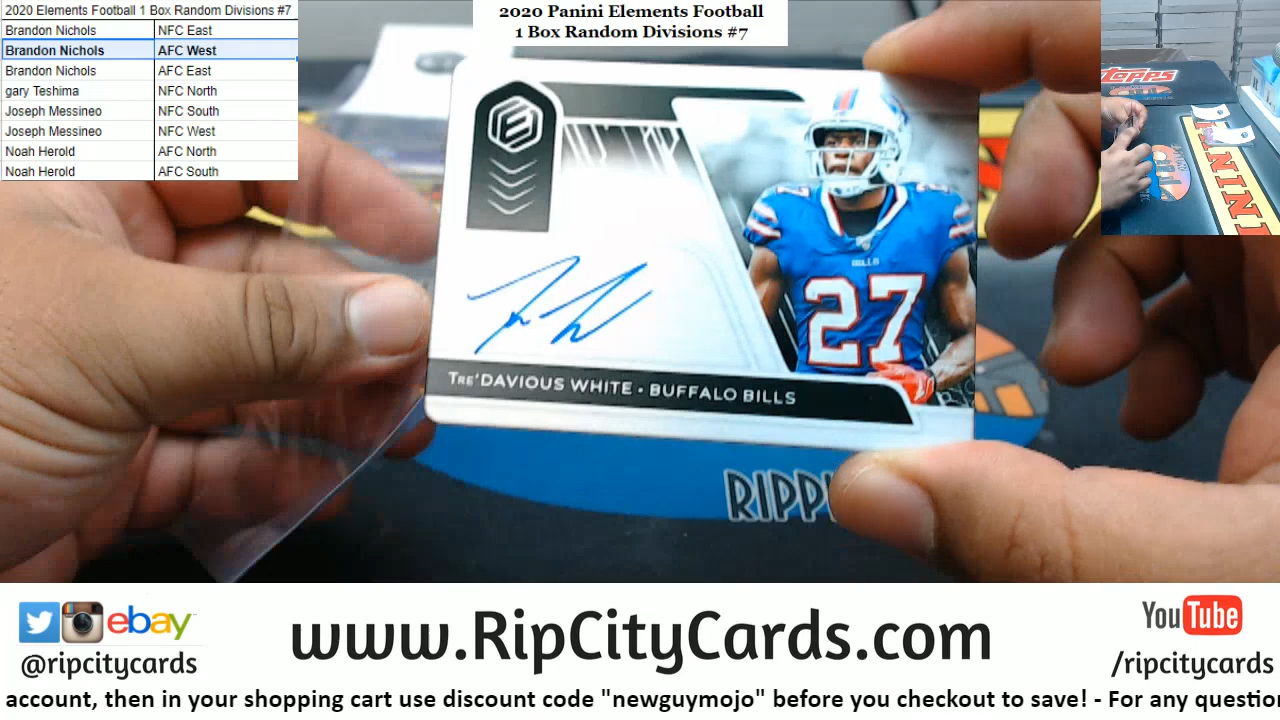 2020 Elements Football 1 Box Random Divisions #7
Brandon Nichols NFC East
Brandon Nichols AFC West
Brandon Nichols AFC East
gary Teshima NFC North
Joseph Messineo NFC South
Joseph Messineo NFC West
Noah Herold AFC North
Noah Herold AFC South
2020 Panini Elements Football
1 Box Random Divisions #7
TOPPS
PANINI
BILLS
27
27
TRE'DAVIOUS WHITE • BUFFALO BILLS
ebay
@ripcitycards
www.RipCityCards.com
YouTube
/ripcitycards
account, then in your shopping cart use discount code "newguymojo" before you checkout to save! - For any